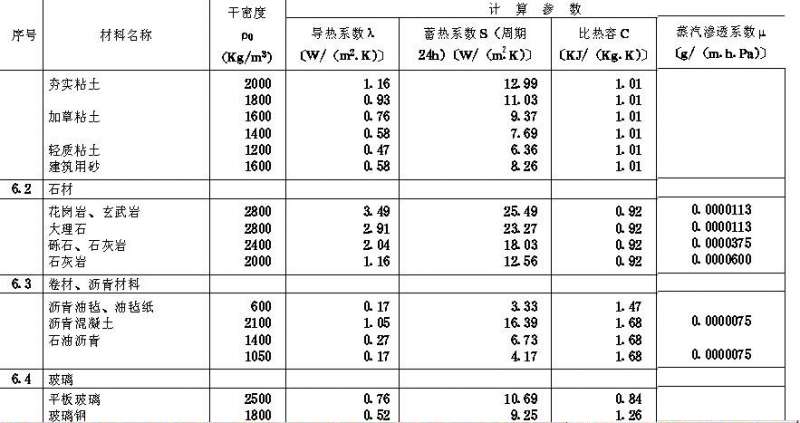 序号 材料名称 干密度 ρ0 (Kg/m³) 计算参数
导热系数λ 〔W/(m².K)〕 蓄热系数S(周期24h)〔W/(m².K)〕 比热容C 〔KJ/(Kg.K)〕 蒸汽渗透系数μ 〔g/(m.h.Pa)〕
夯实粘土 2000 1.16 12.99 1.01
1800 0.93 11.03 1.01
加草粘土 1600 0.76 9.37 1.01
1400 0.58 7.69 1.01
轻质粘土 1200 0.47 6.36 1.01
建筑用砂 1600 0.58 8.26 1.01
6.2 石材
花岗岩、玄武岩 2800 3.49 25.49 0.92 0.0000113
大理石 2800 2.91 23.27 0.92 0.0000113
砾石、石灰岩 2400 2.04 18.03 0.92 0.0000375
石灰岩 2000 1.16 12.56 0.92 0.0000600
6.3 卷材、沥青材料
沥青油毡、油毡纸 600 0.17 3.33 1.47
沥青混凝土 2100 1.05 16.39 1.68 0.0000075
石油沥青 1400 0.27 6.73 1.68
1050 0.17 4.17 1.68 0.0000075
6.4 玻璃
平板玻璃 2500 0.76 10.69 0.84
玻璃钢 1800 0.52 9.25 1.26